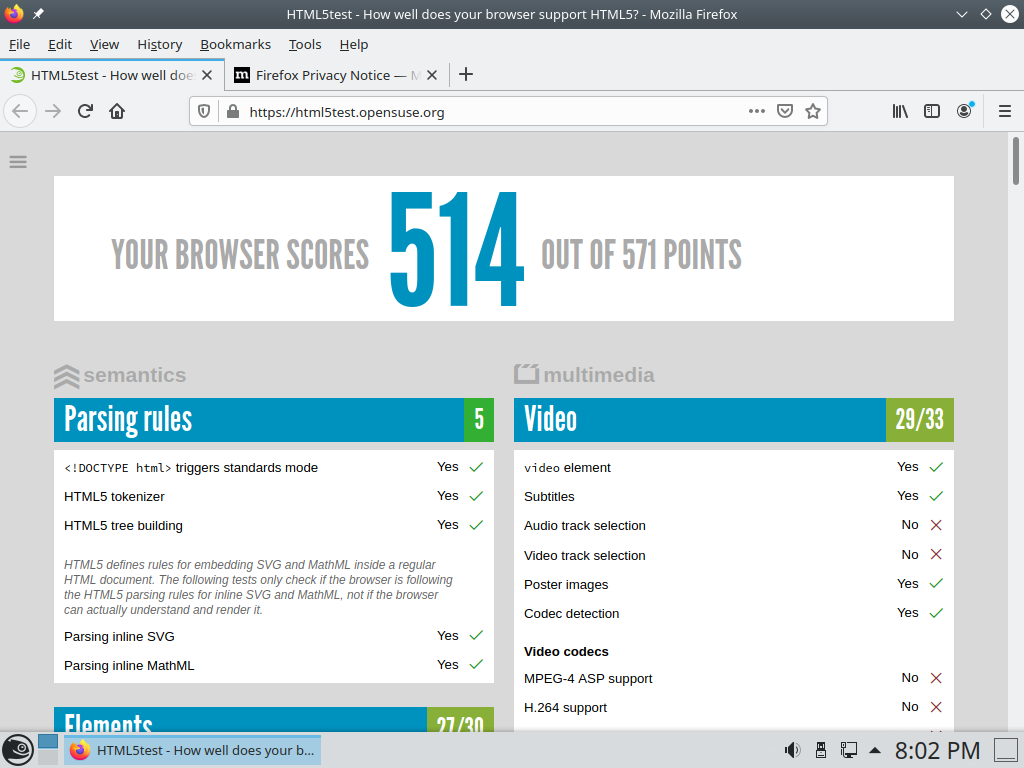 HTML5test - How well does your browser support HTML5? - Mozilla Firefox
File Edit View History Bookmarks Tools Help
HTML5test - How well doe
Firefox Privacy Notice — M
https://html5test.opensuse.org
YOUR BROWSER SCORES 514 OUT OF 571 POINTS
semantics
Parsing rules 5
<!DOCTYPE html> triggers standards mode Yes
HTML5 tokenizer Yes
HTML5 tree building Yes
HTML5 defines rules for embedding SVG and MathML inside a regular
HTML document. The following tests only check if the browser is following
the HTML5 parsing rules for inline SVG and MathML, not if the browser
can actually understand and render it.
Parsing inline SVG Yes
Parsing inline MathML Yes
Elements 27/30
multimedia
Video 29/33
video element Yes
Subtitles Yes
Audio track selection No
Video track selection No
Poster images Yes
Codec detection Yes
Video codecs
MPEG-4 ASP support No
H.264 support No
HTML5test - How well does your b...
8:02 PM